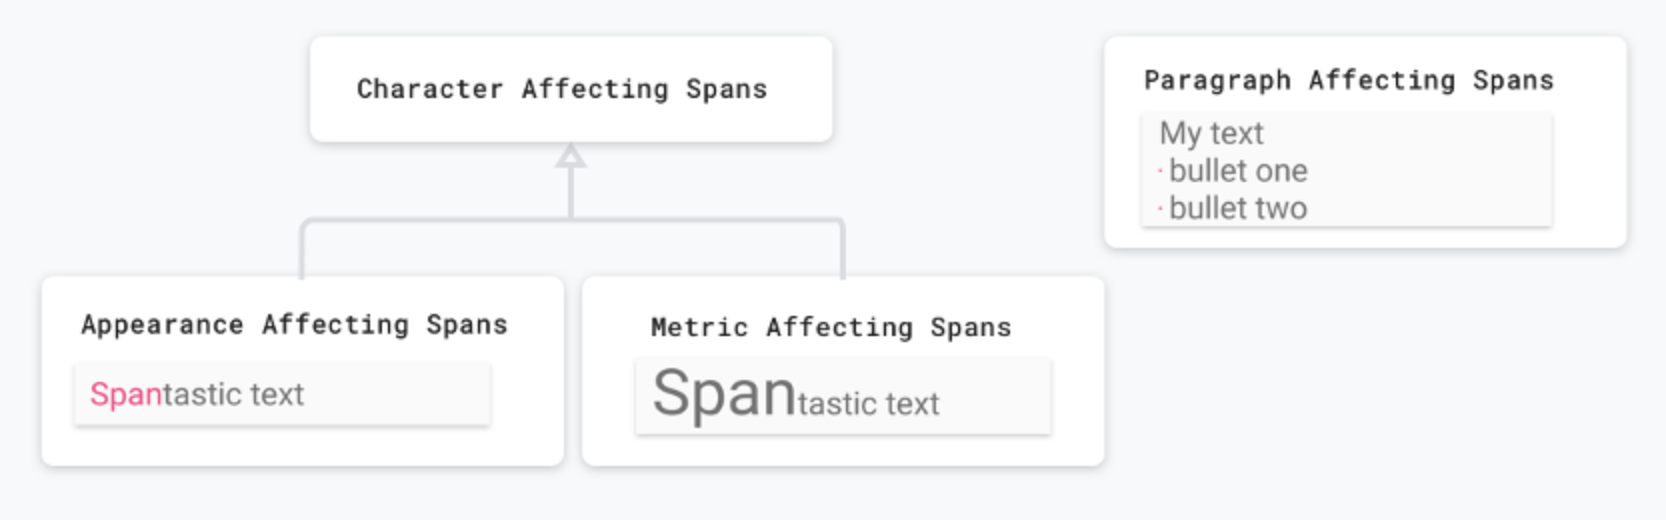 Character Affecting Spans
Paragraph Affecting Spans
My text
· bullet one
· bullet two
Appearance Affecting Spans
Spantastic text
Metric Affecting Spans
Spantastic text